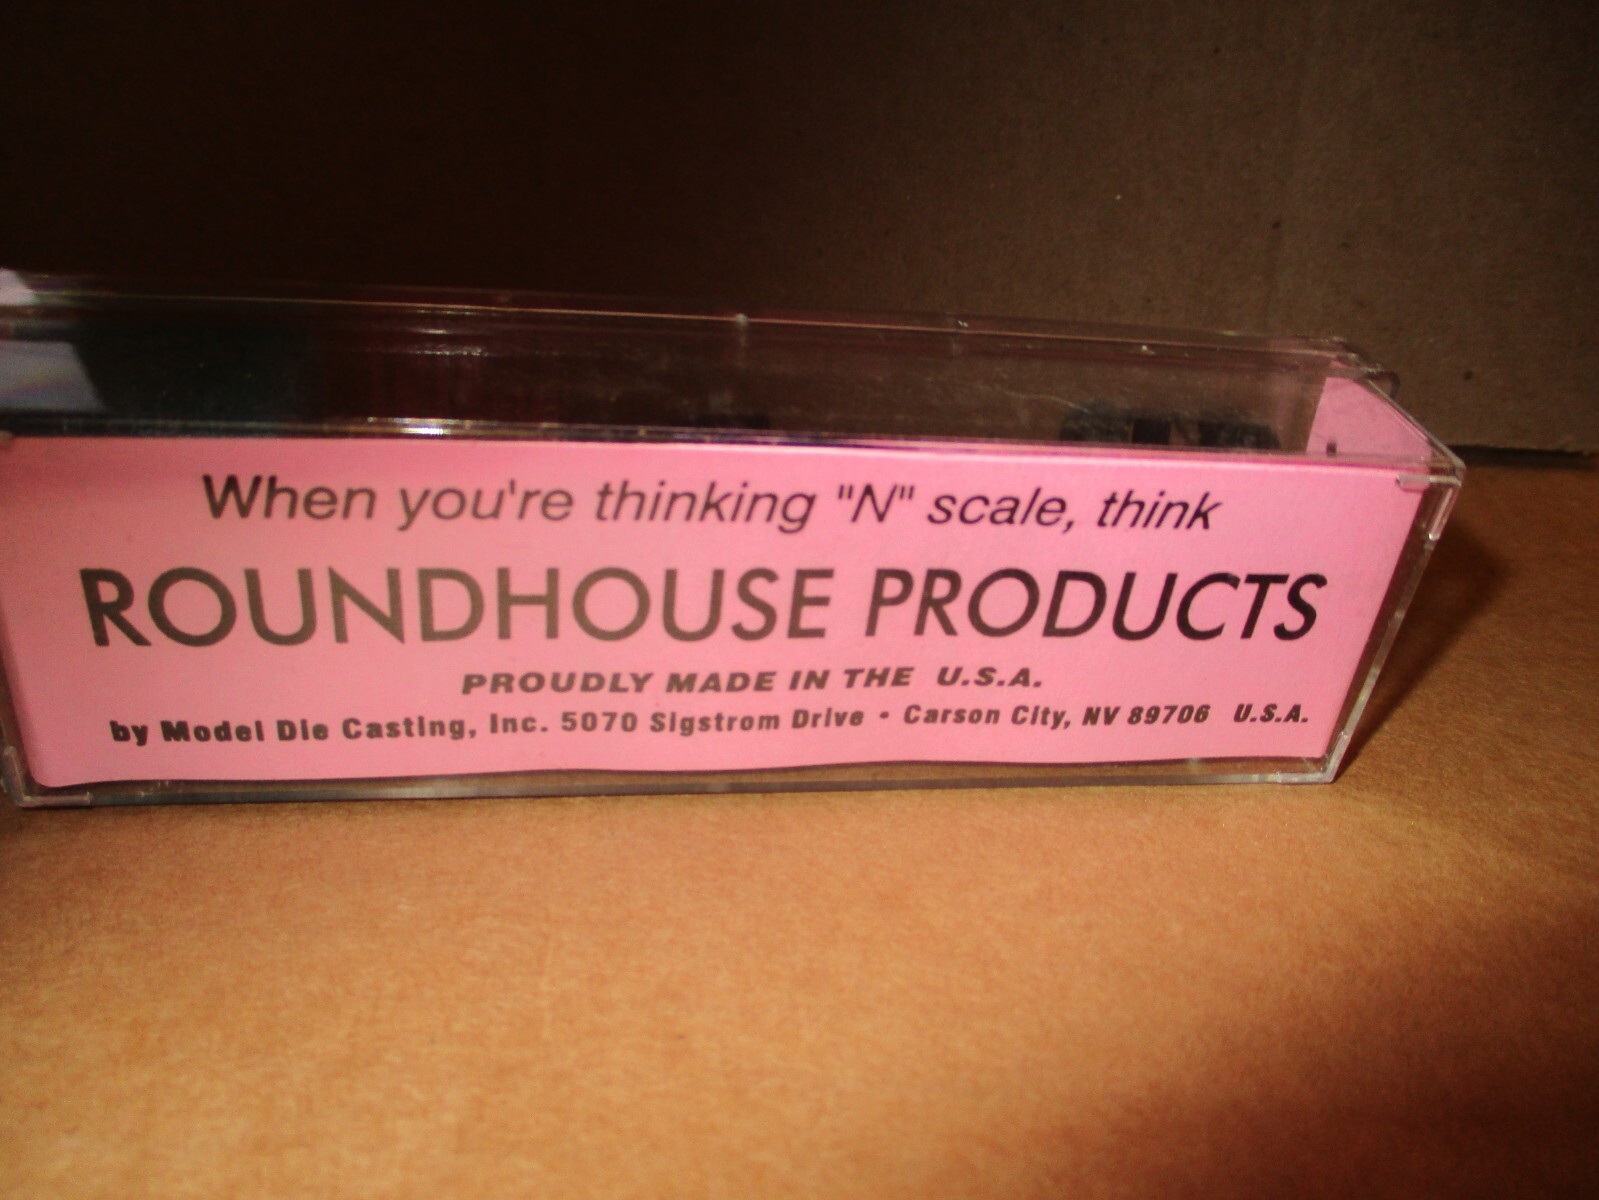 When you're thinking "N" scale, think
ROUNDHOUSE PRODUCTS
PROUDLY MADE IN THE U.S.A.
by Model Die Casting, Inc. 5070 Sigstrom Drive • Carson City, NV 89706 U.S.A.